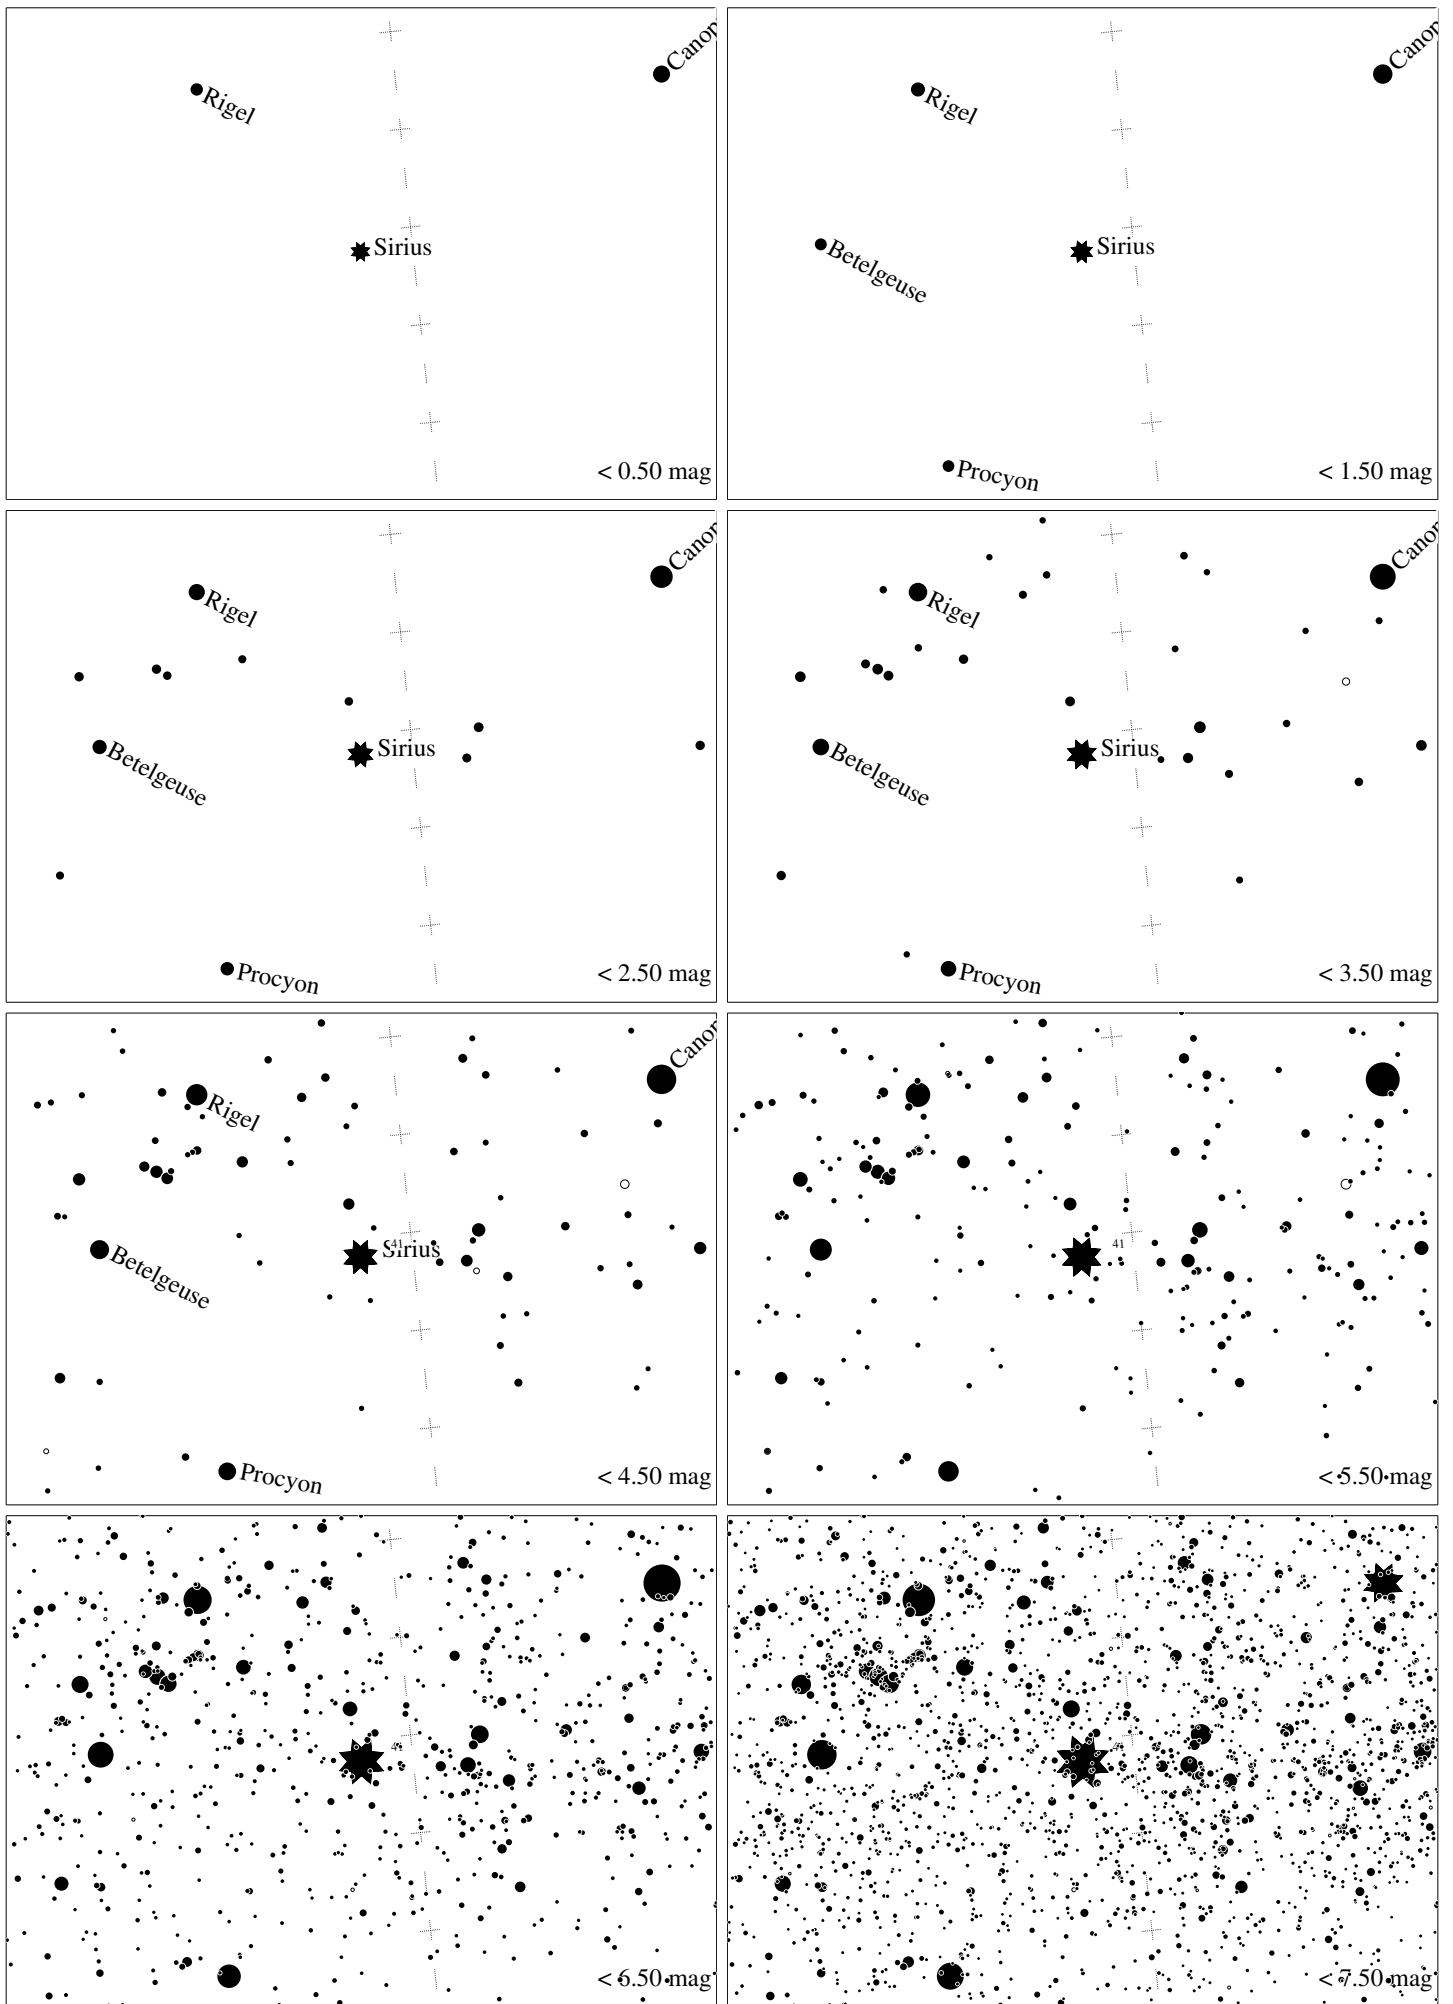 Canop
Rigel
Sirius
< 0.50 mag
Canop
Rigel
Betelgeuse
Sirius
Procyon
< 1.50 mag
Canop
Rigel
Betelgeuse
Sirius
Procyon
< 2.50 mag
Canop
Rigel
Betelgeuse
Sirius
Procyon
< 3.50 mag
Canop
Rigel
Betelgeuse
41
Sirius
Procyon
< 4.50 mag
41
< 5.50 mag
41
< 6.50 mag
< 7.50 mag